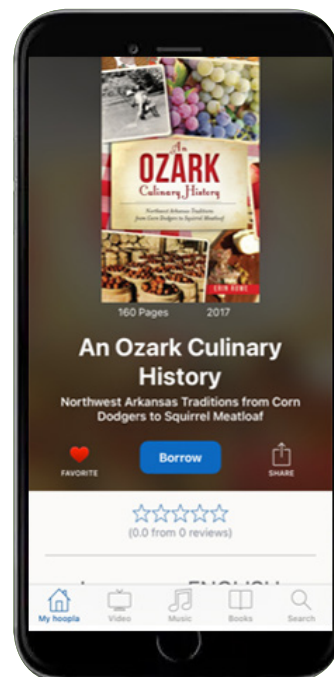 An
OZARK
Culinary History
Northwest Arkansas Traditions
from Corn Dodgers to Squirrel Meatloaf
ERIN ROWE
160 Pages 2017
An Ozark Culinary
History
Northwest Arkansas Traditions from Corn
Dodgers to Squirrel Meatloaf
FAVORITE Borrow SHARE
(0.0 from 0 reviews)
ENGLISH
My hoopla Video Music Books Search